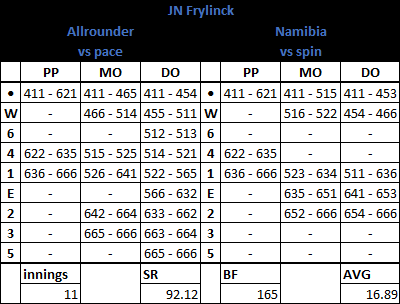 JN Frylinck
Allrounder Namibia
vs pace vs spin
PP MO DO PP MO DO
• 411 - 621 411 - 465 411 - 454 • 411 - 621 411 - 515 411 - 453
W - 466 - 514 455 - 511 W - 516 - 522 454 - 466
6 - - 512 - 513 6 - - -
4 622 - 635 515 - 525 514 - 521 4 622 - 635 - -
1 636 - 666 526 - 641 522 - 565 1 636 - 666 523 - 634 511 - 636
E - - 566 - 632 E - 635 - 651 641 - 653
2 - 642 - 664 633 - 662 2 - 652 - 666 654 - 666
3 - 665 - 666 663 - 664 3 - - -
5 - - 665 - 666 5 - - -
innings SR BF AVG
11 92.12 165 16.89